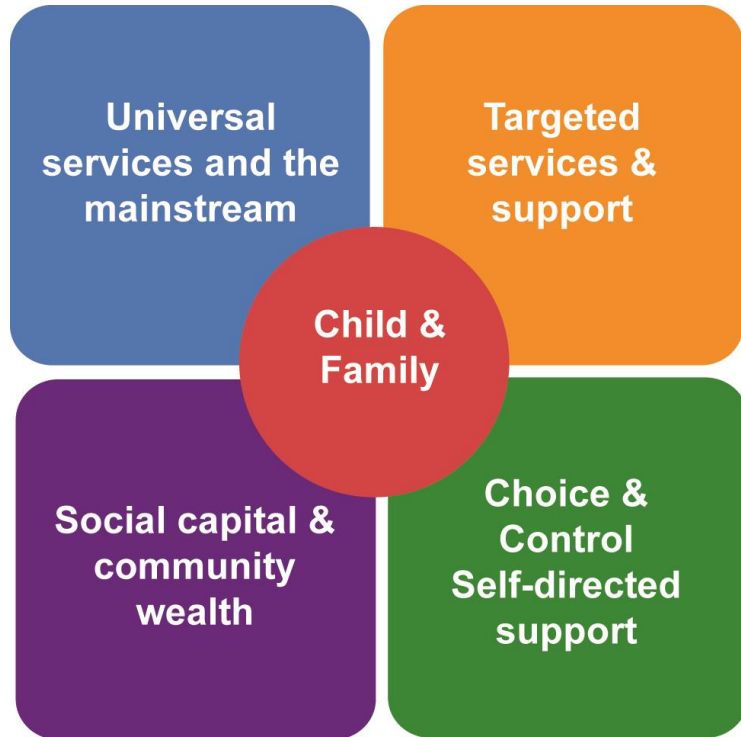 Universal
services and the
mainstream
Targeted
services &
support
Child &
Family
Social capital &
community
wealth
Choice &
Control
Self-directed
support